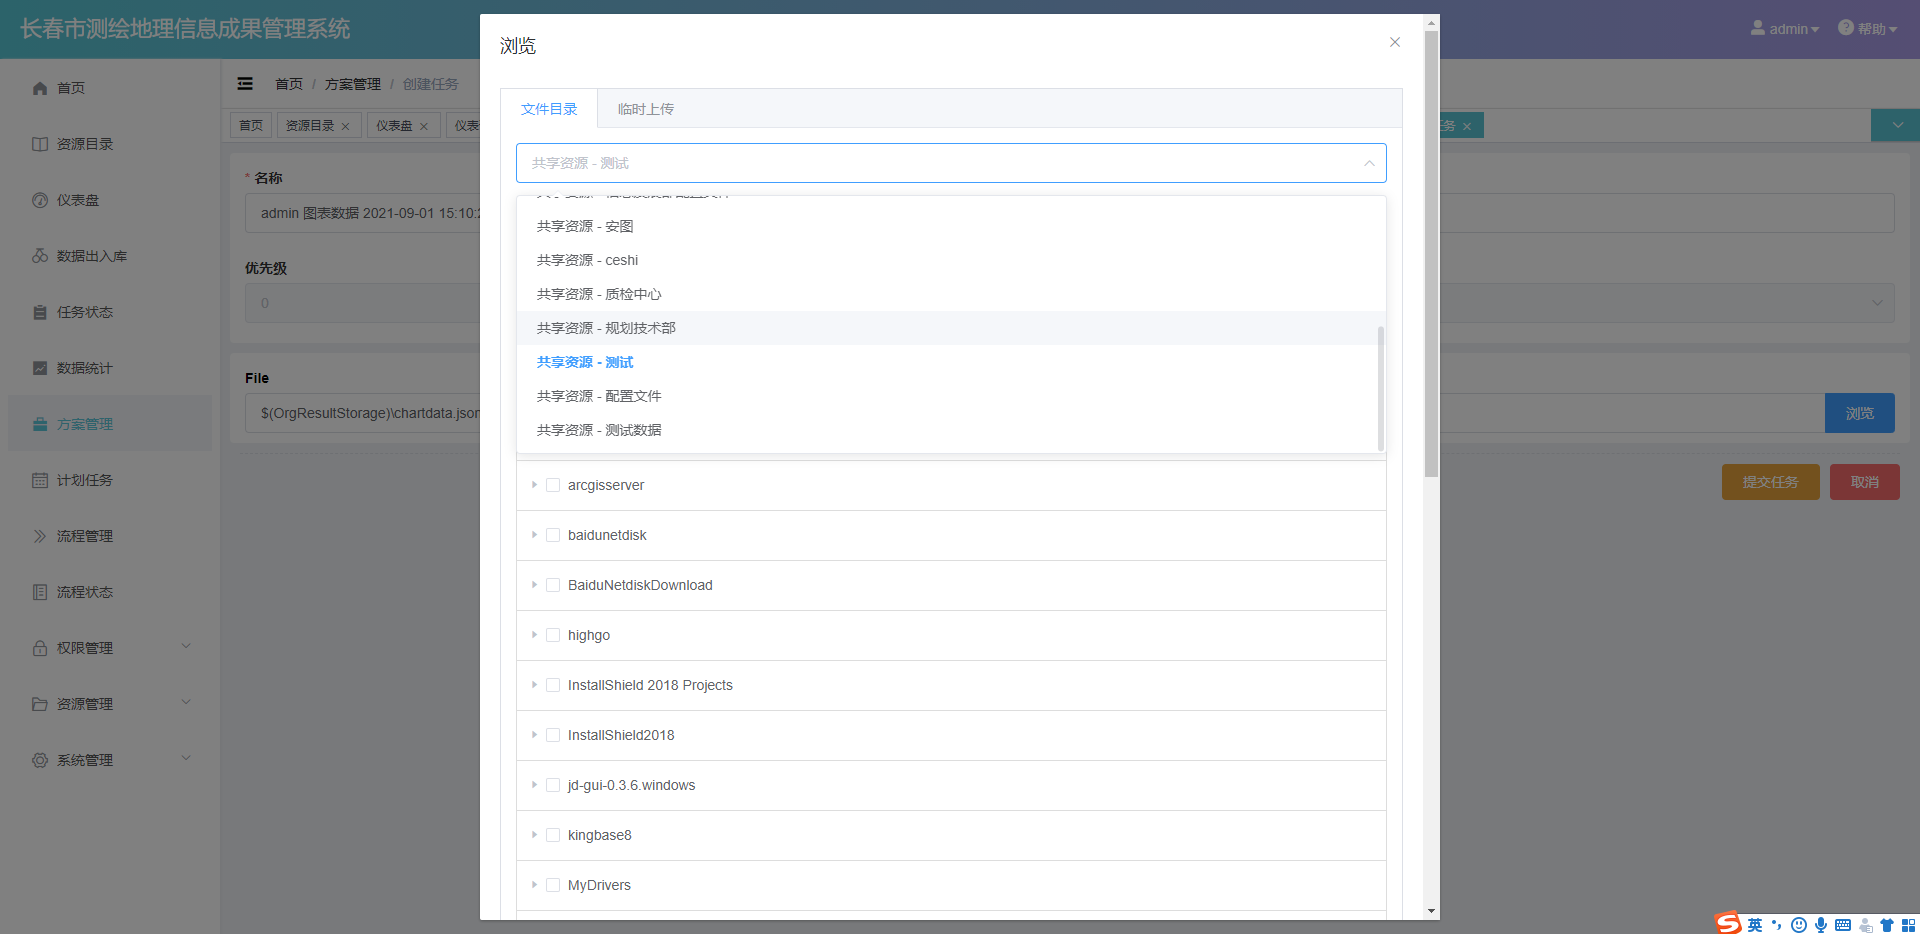 长春市测绘地理信息成果管理系统
admin
帮助
首页
资源目录
仪表盘
数据出入库
任务状态
数据统计
方案管理
计划任务
流程管理
流程状态
权限管理
资源管理
系统管理
首页 / 方案管理 / 创建任务
首页
资源目录
仪表盘
仪表
务
* 名称
admin 图表数据 2021-09-01 15:10:
优先级
0
File
$(OrgResultStorage)\chartdata.json
浏览
提交任务
取消
浏览
文件目录
临时上传
共享资源 - 测试
共享资源 - 安图
共享资源 - ceshi
共享资源 - 质检中心
共享资源 - 规划技术部
共享资源 - 测试
共享资源 - 配置文件
共享资源 - 测试数据
arcgisserver
baidunetdisk
BaiduNetdiskDownload
highgo
InstallShield 2018 Projects
InstallShield2018
jd-gui-0.3.6.windows
kingbase8
MyDrivers
英